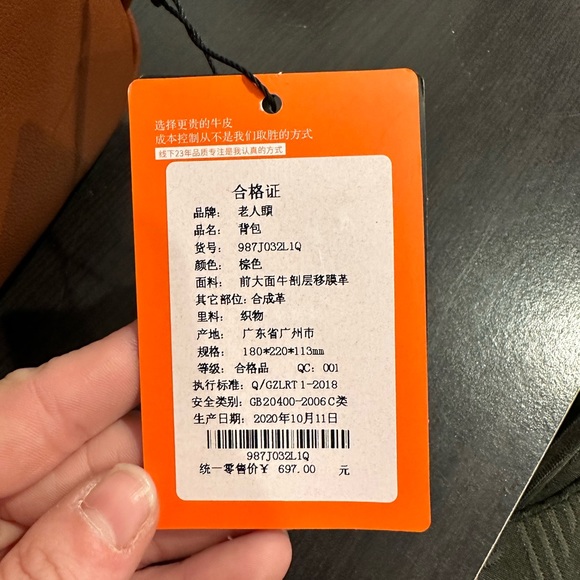 选择更贵的牛皮
成本控制从不是我们取胜的方式
线下23年品质专注是我认真的方式
合格证
品牌： 老人頭
品名： 背包
货号： 987J032L1Q
颜色： 棕色
面料： 前大面牛剖层移膜革
其它部位: 合成革
里料： 织物
产地： 广东省广州市
规格： 180*220*113mm
等级： 合格品 QC: 001
执行标准: Q/GZLRT 1-2018
安全类别: GB20400-2006 C类
生产日期: 2020年10月11日
987J032L1Q
统一零售价￥ 697.00 元